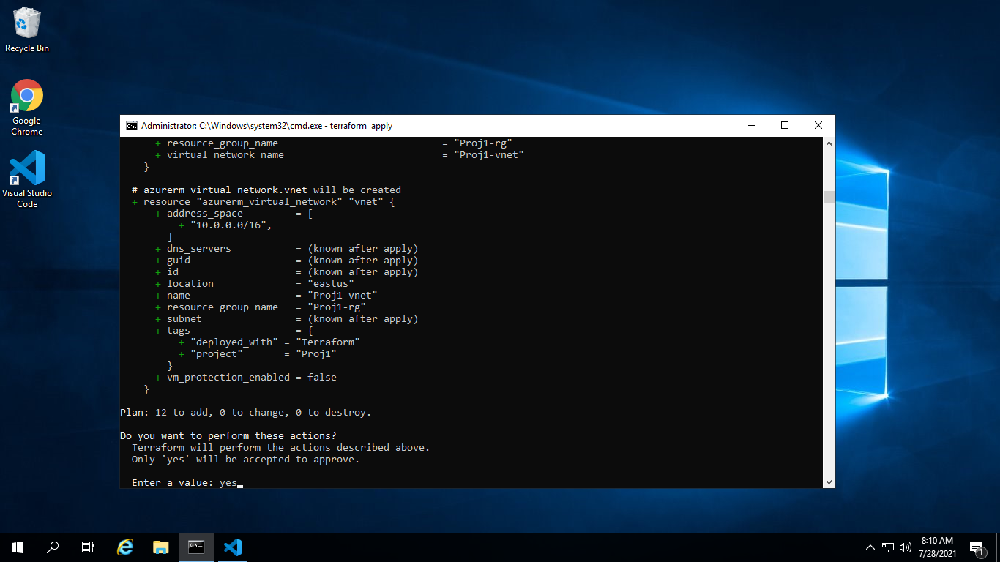 Recycle Bin
Google
Chrome
Visual Studio
Code
Administrator: C:\Windows\system32\cmd.exe - terraform  apply
      + resource_group_name                            = "Proj1-rg"
      + virtual_network_name                           = "Proj1-vnet"
    }
  # azurerm_virtual_network.vnet will be created
  + resource "azurerm_virtual_network" "vnet" {
      + address_space         = [
          + "10.0.0.0/16",
        ]
      + dns_servers           = (known after apply)
      + guid                  = (known after apply)
      + id                    = (known after apply)
      + location              = "eastus"
      + name                  = "Proj1-vnet"
      + resource_group_name   = "Proj1-rg"
      + subnet                = (known after apply)
      + tags                  = {
          + "deployed_with" = "Terraform"
          + "project"       = "Proj1"
        }
      + vm_protection_enabled = false
    }
Plan: 12 to add, 0 to change, 0 to destroy.
Do you want to perform these actions?
  Terraform will perform the actions described above.
  Only 'yes' will be accepted to approve.
  Enter a value: yes
8:10 AM
7/28/2021
1